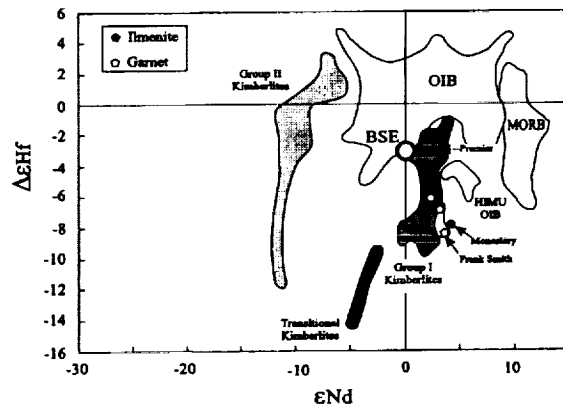 6
4
2
0
-2
-4
-6
-8
-10
-12
-14
-16
ΔεHf
Ilmenite
Garnet
Group II
Kimberlites
OIB
MORB
BSE
Premier
HIMU
OIB
Monastery
Frank Smith
Group I
Kimberlites
Transitional
Kimberlites
-30
-20
-10
0
10
εNd